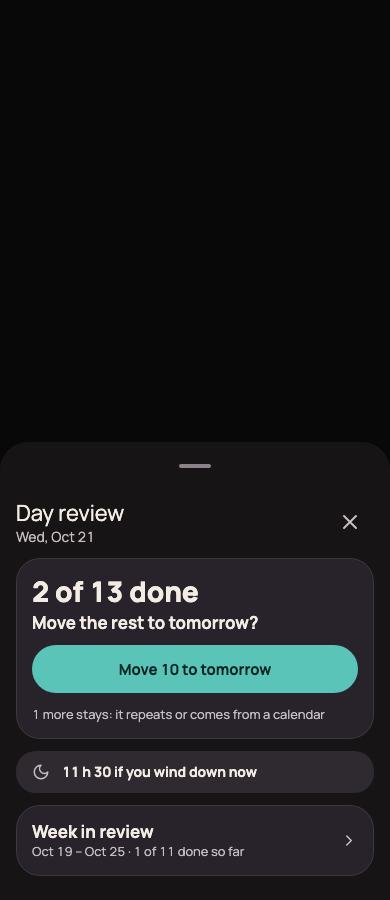 Day review
Wed, Oct 21
2 of 13 done
Move the rest to tomorrow?
Move 10 to tomorrow
1 more stays: it repeats or comes from a calendar
11 h 30 if you wind down now
Week in review
Oct 19 – Oct 25 · 1 of 11 done so far